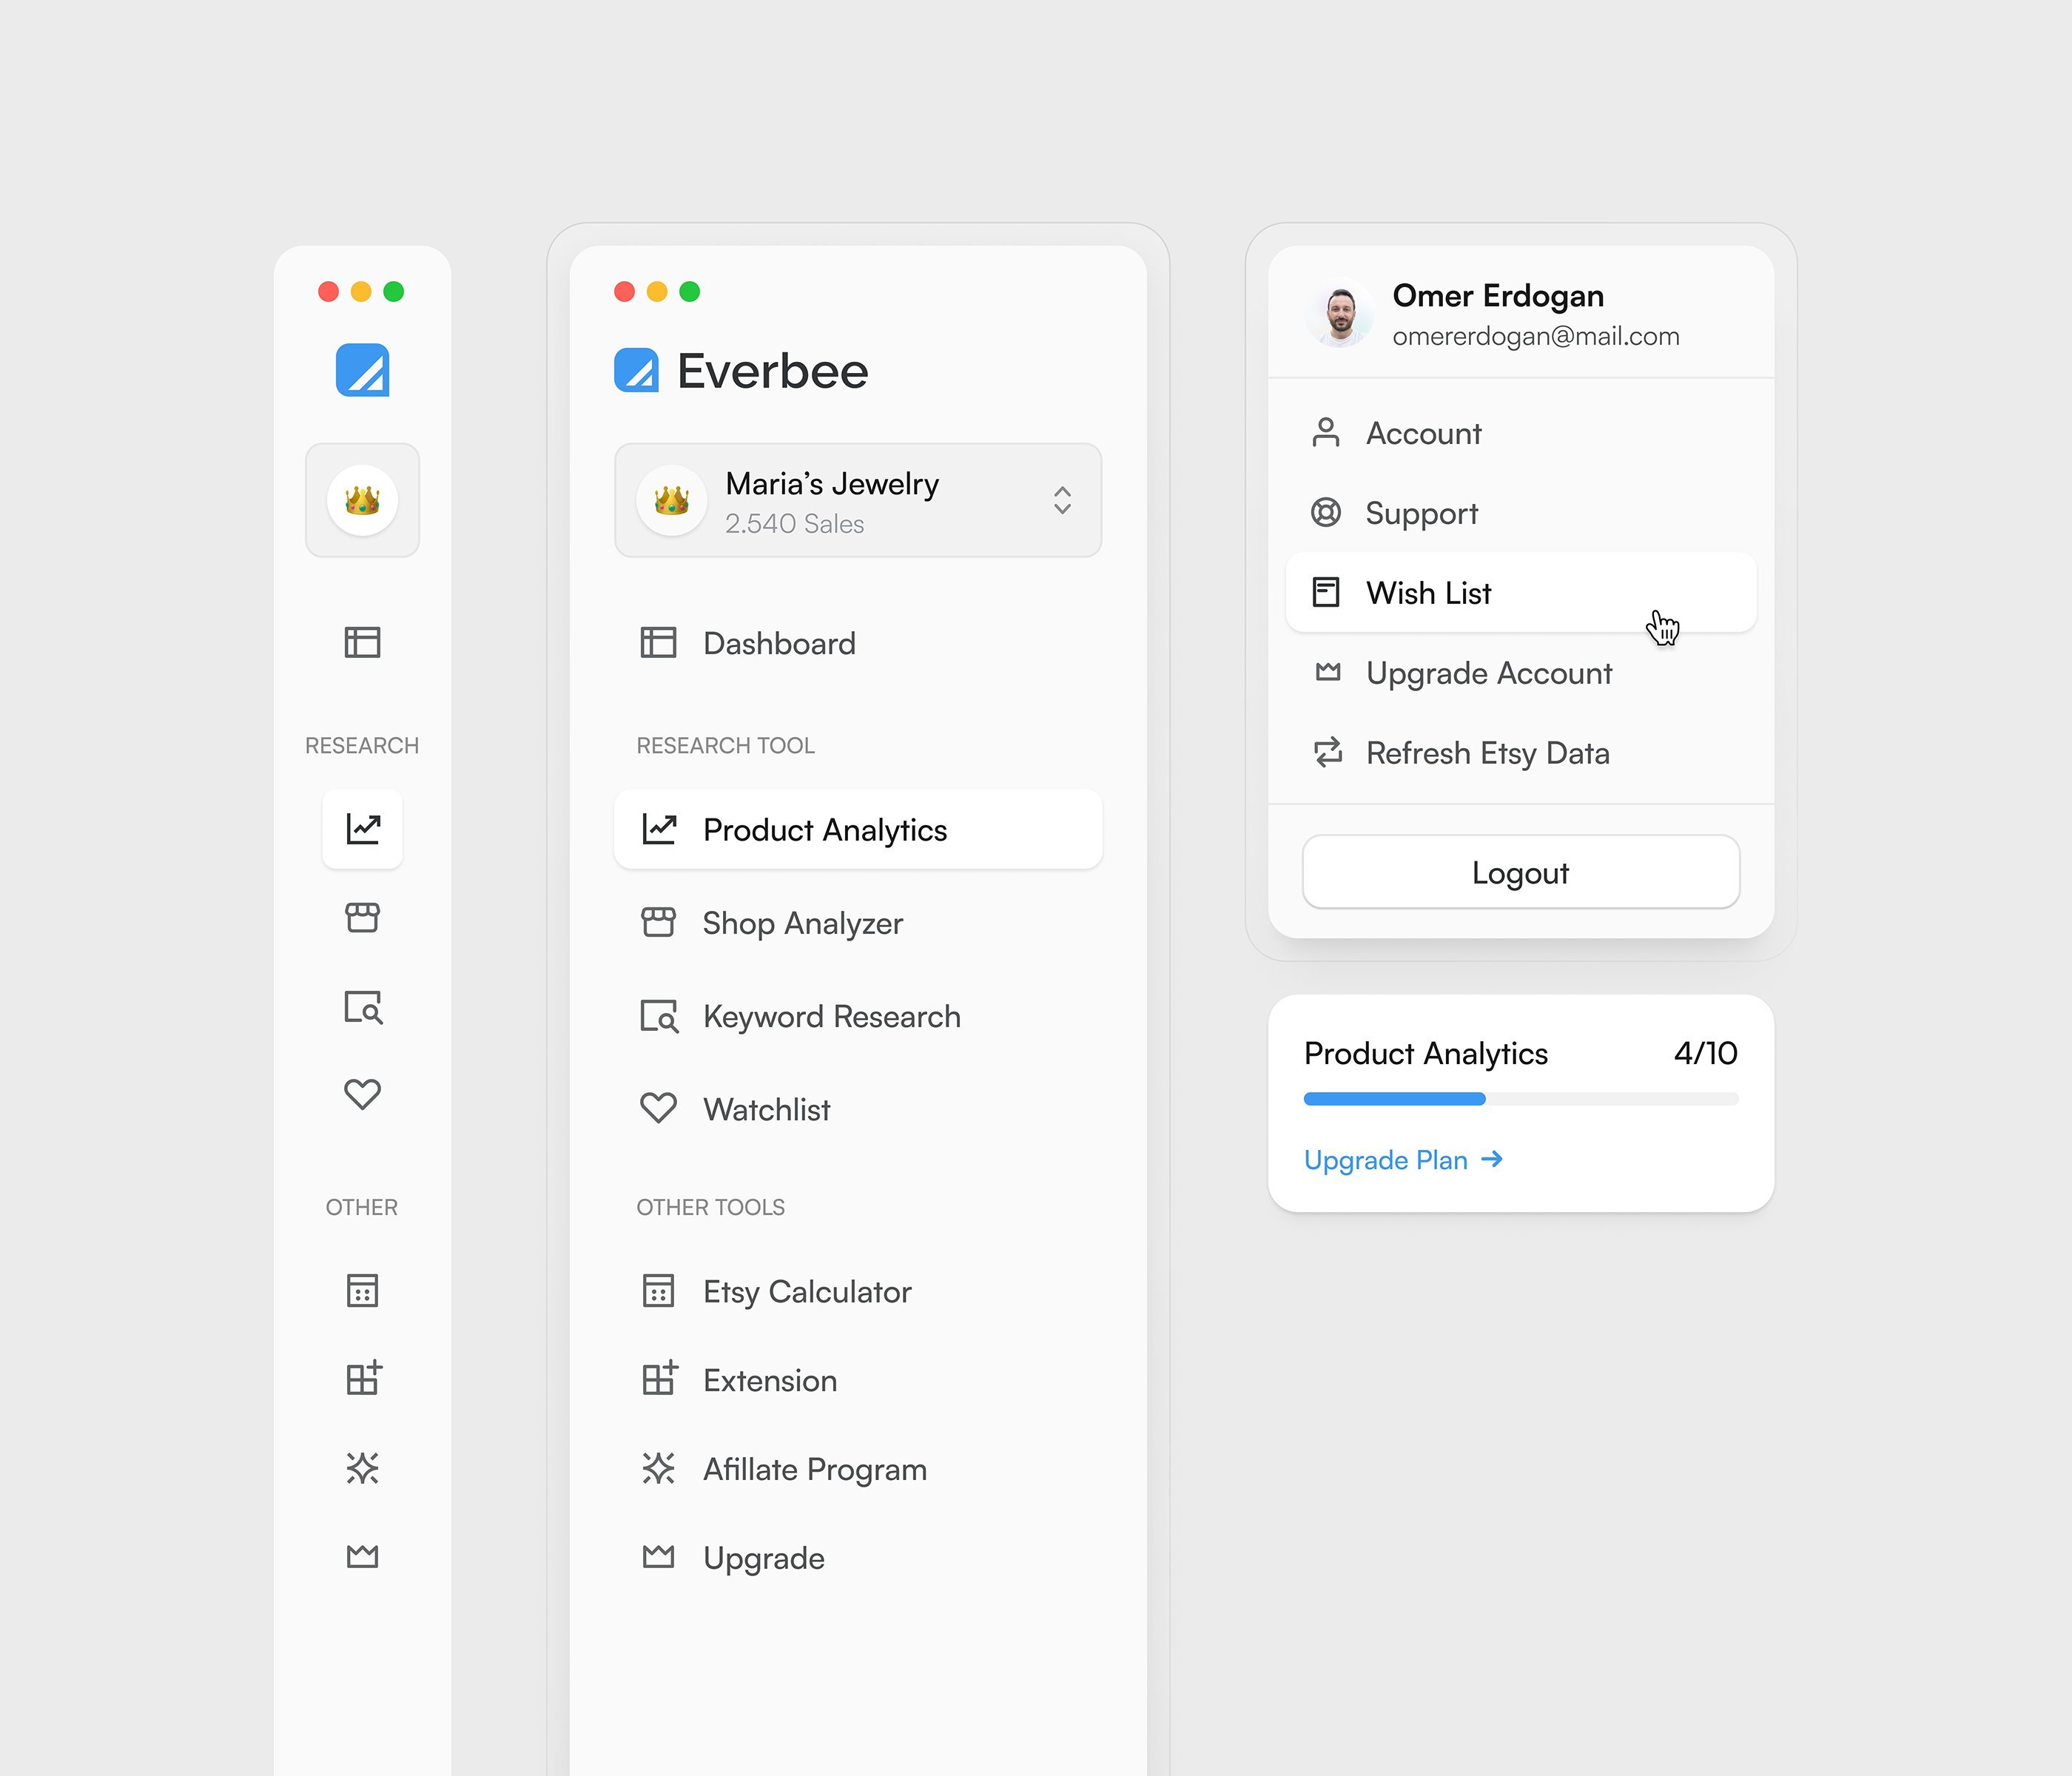 RESEARCH
OTHER
Everbee
Maria’s Jewelry
2.540 Sales
Dashboard
RESEARCH TOOL
Product Analytics
Shop Analyzer
Keyword Research
Watchlist
OTHER TOOLS
Etsy Calculator
Extension
Afillate Program
Upgrade
Omer Erdogan
omererdogan@mail.com
Account
Support
Wish List
Upgrade Account
Refresh Etsy Data
Logout
Product Analytics 4/10
Upgrade Plan →